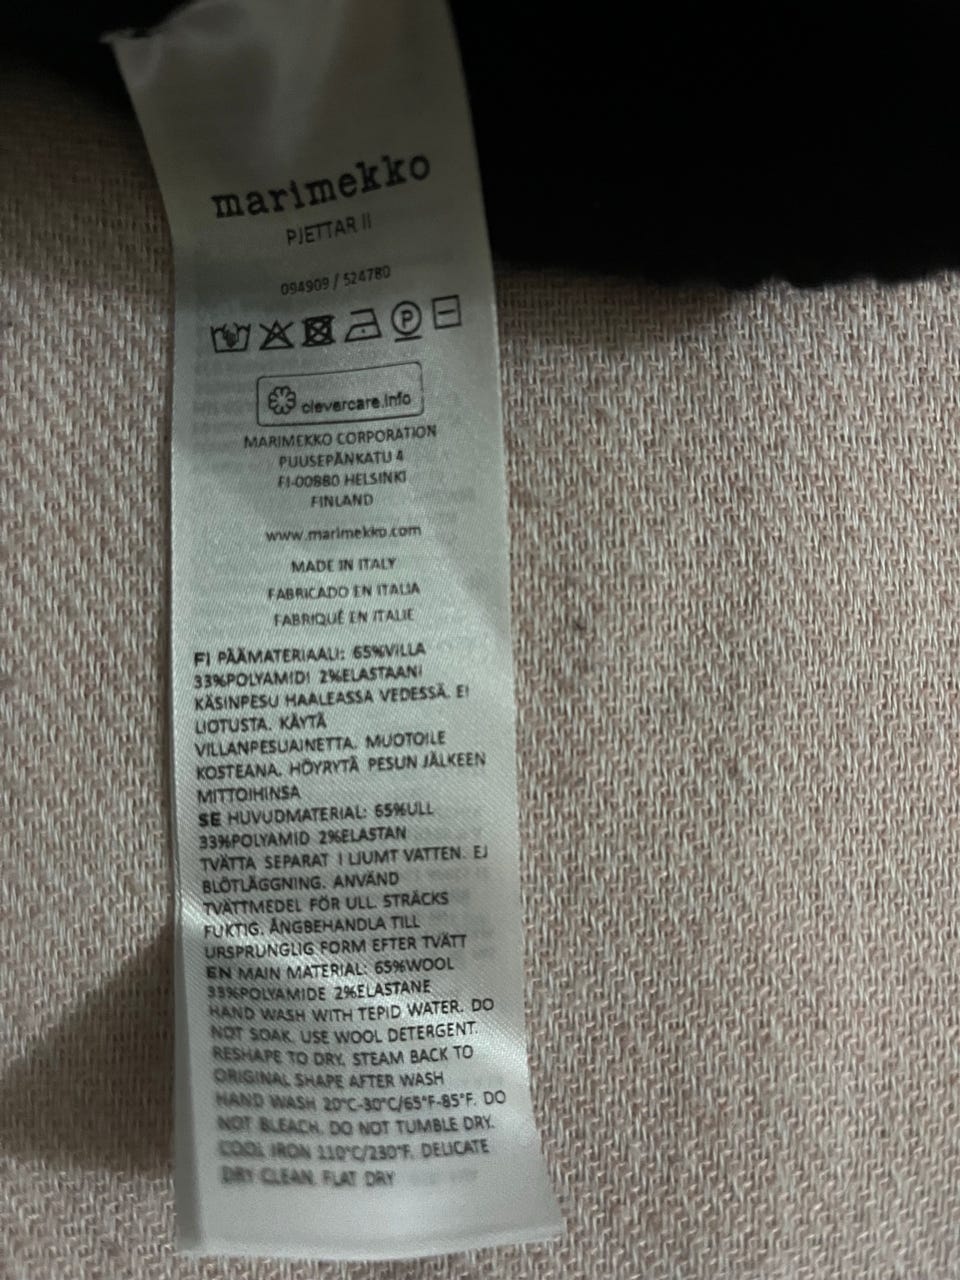 marimekko
PJETTAR II
094909 / 524780
P
clevercare.info
MARIMEKKO CORPORATION
PUUSEPÄNKATU 4
FI-00880 HELSINKI
FINLAND
www.marimekko.com
MADE IN ITALY
FABRICADO EN ITALIA
FABRIQUÉ EN ITALIE
FI PÄÄMATERIAALI: 65%VILLA
33%POLYAMIDI 2%ELASTAANI
KÄSINPESU HAALEASSA VEDESSÄ. EI
LIOTUSTA. KÄYTÄ
VILLANPESUAINETTA. MUOTOILE
KOSTEANA. HÖYRYTÄ PESUN JÄLKEEN
MITTOIHINSA
SE HUVUDMATERIAL: 65%ULL
33%POLYAMID 2%ELASTAN
TVÄTTA SEPARAT I LJUMT VATTEN. EJ
BLÖTLÄGGNING. ANVÄND
TVÄTTMEDEL FÖR ULL. STRÄCKS
FUKTIG. ÅNGBEHANDLA TILL
URSPRUNGLIG FORM EFTER TVÄTT
EN MAIN MATERIAL: 65%WOOL
33%POLYAMIDE 2%ELASTANE
HAND WASH WITH TEPID WATER. DO
NOT SOAK. USE WOOL DETERGENT.
RESHAPE TO DRY. STEAM BACK TO
ORIGINAL SHAPE AFTER WASH
HAND WASH 20°C-30°C/65°F-85°F. DO
NOT BLEACH. DO NOT TUMBLE DRY.
COOL IRON 110°C/230°F. DELICATE
DRY CLEAN. FLAT DRY